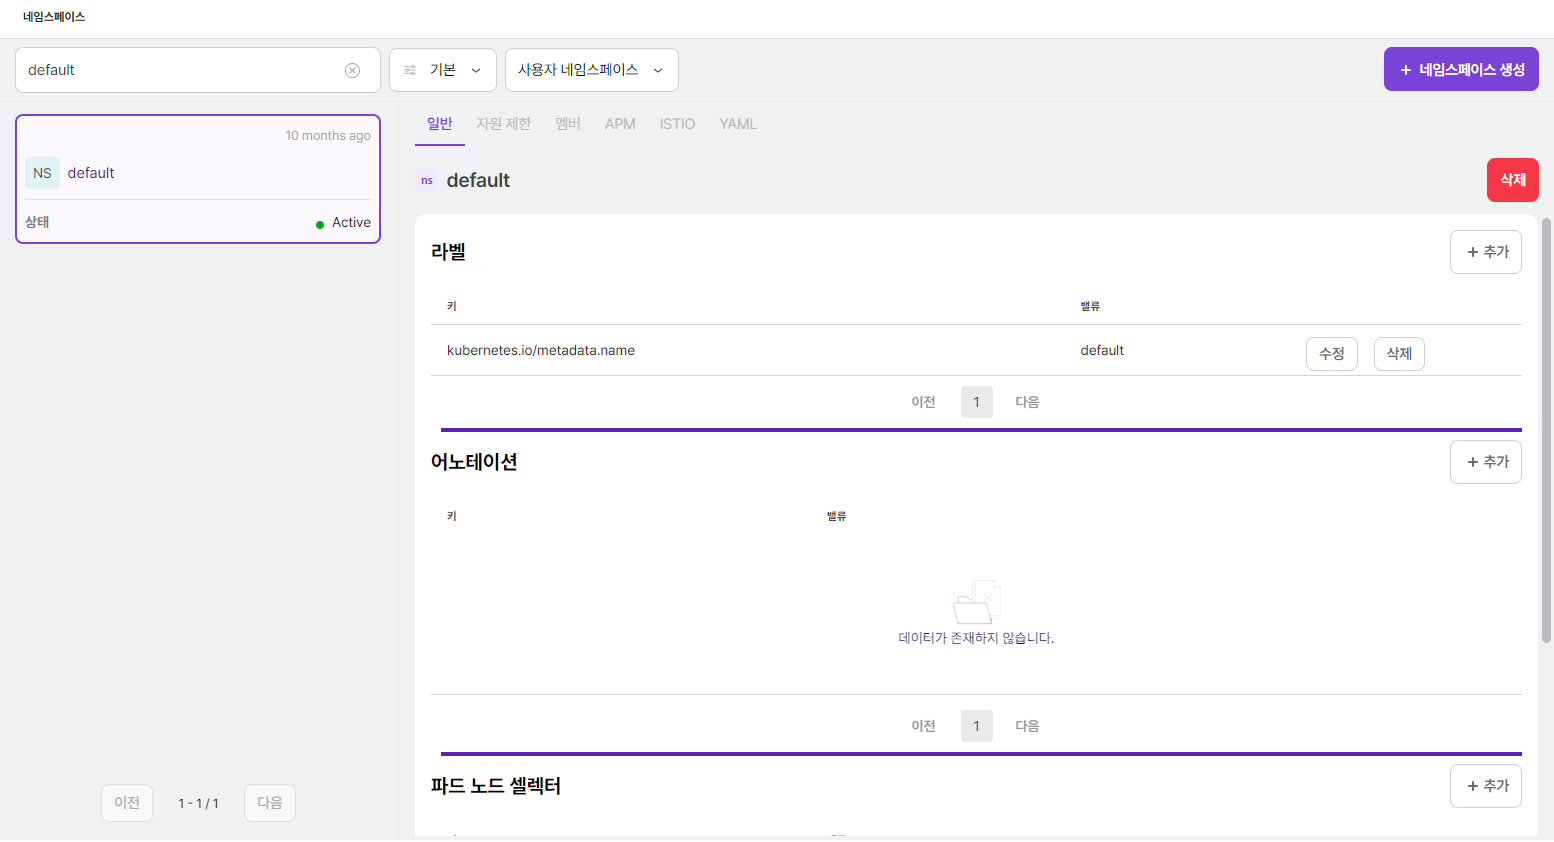 네임스페이스
default
기본
사용자 네임스페이스
+ 네임스페이스 생성
10 months ago
NS default
상태 Active
이전 1 - 1 / 1 다음
일반 자원 제한 멤버 APM ISTIO YAML
ns default
삭제
라벨
+ 추가
키 밸류
kubernetes.io/metadata.name default 수정 삭제
이전 1 다음
어노테이션
+ 추가
키 밸류
데이터가 존재하지 않습니다.
이전 1 다음
파드 노드 셀렉터
+ 추가